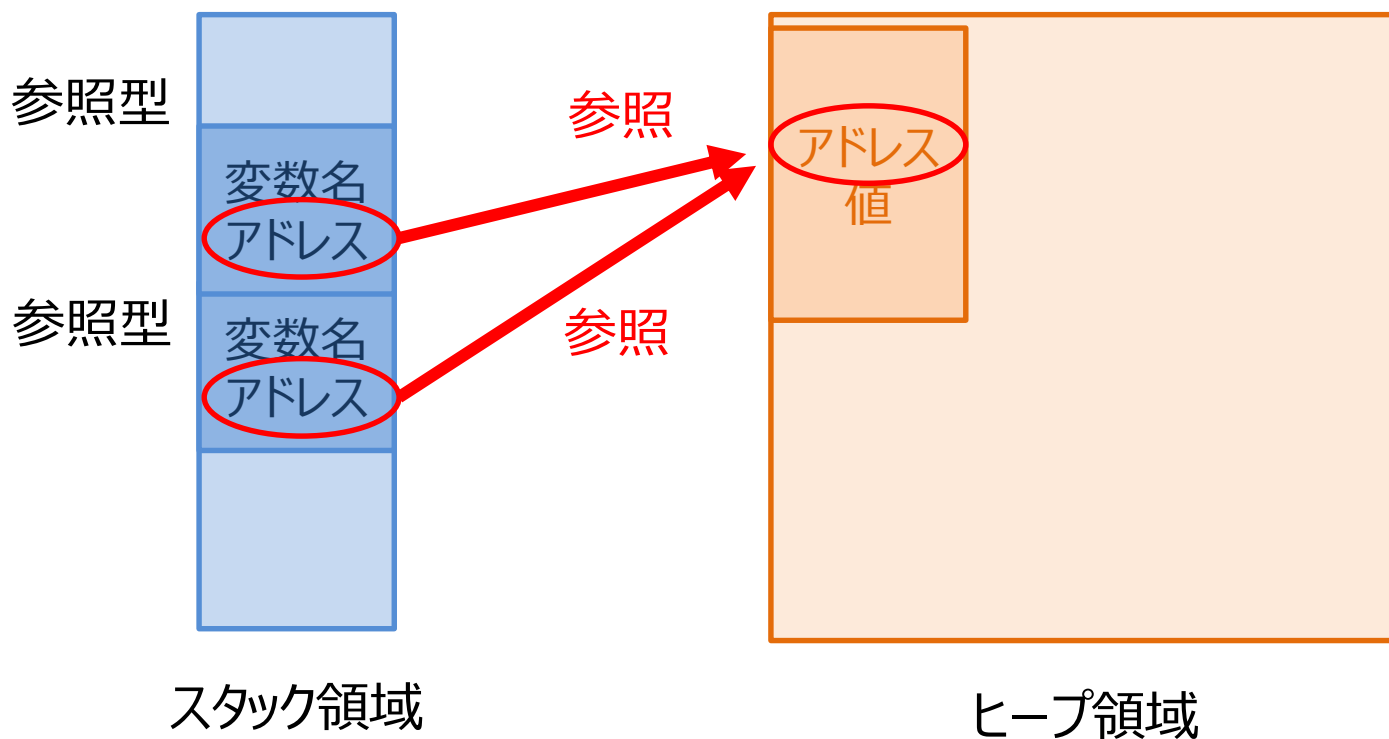 参照型
変数名
アドレス
参照型
変数名
アドレス
参照
参照
アドレス
値
スタック領域
ヒープ領域